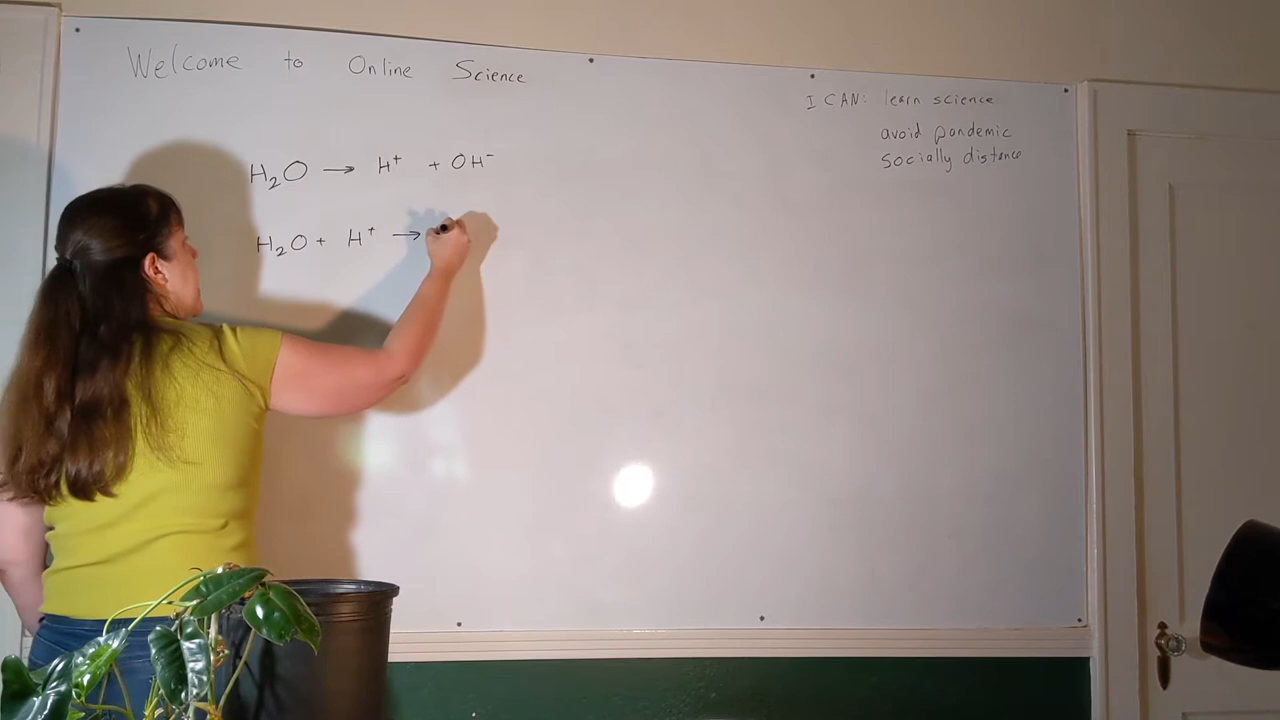 Welcome to Online Science
I CAN: learn science
avoid pandemic
socially distance
H₂O → H⁺ + OH⁻
H₂O + H⁺ →